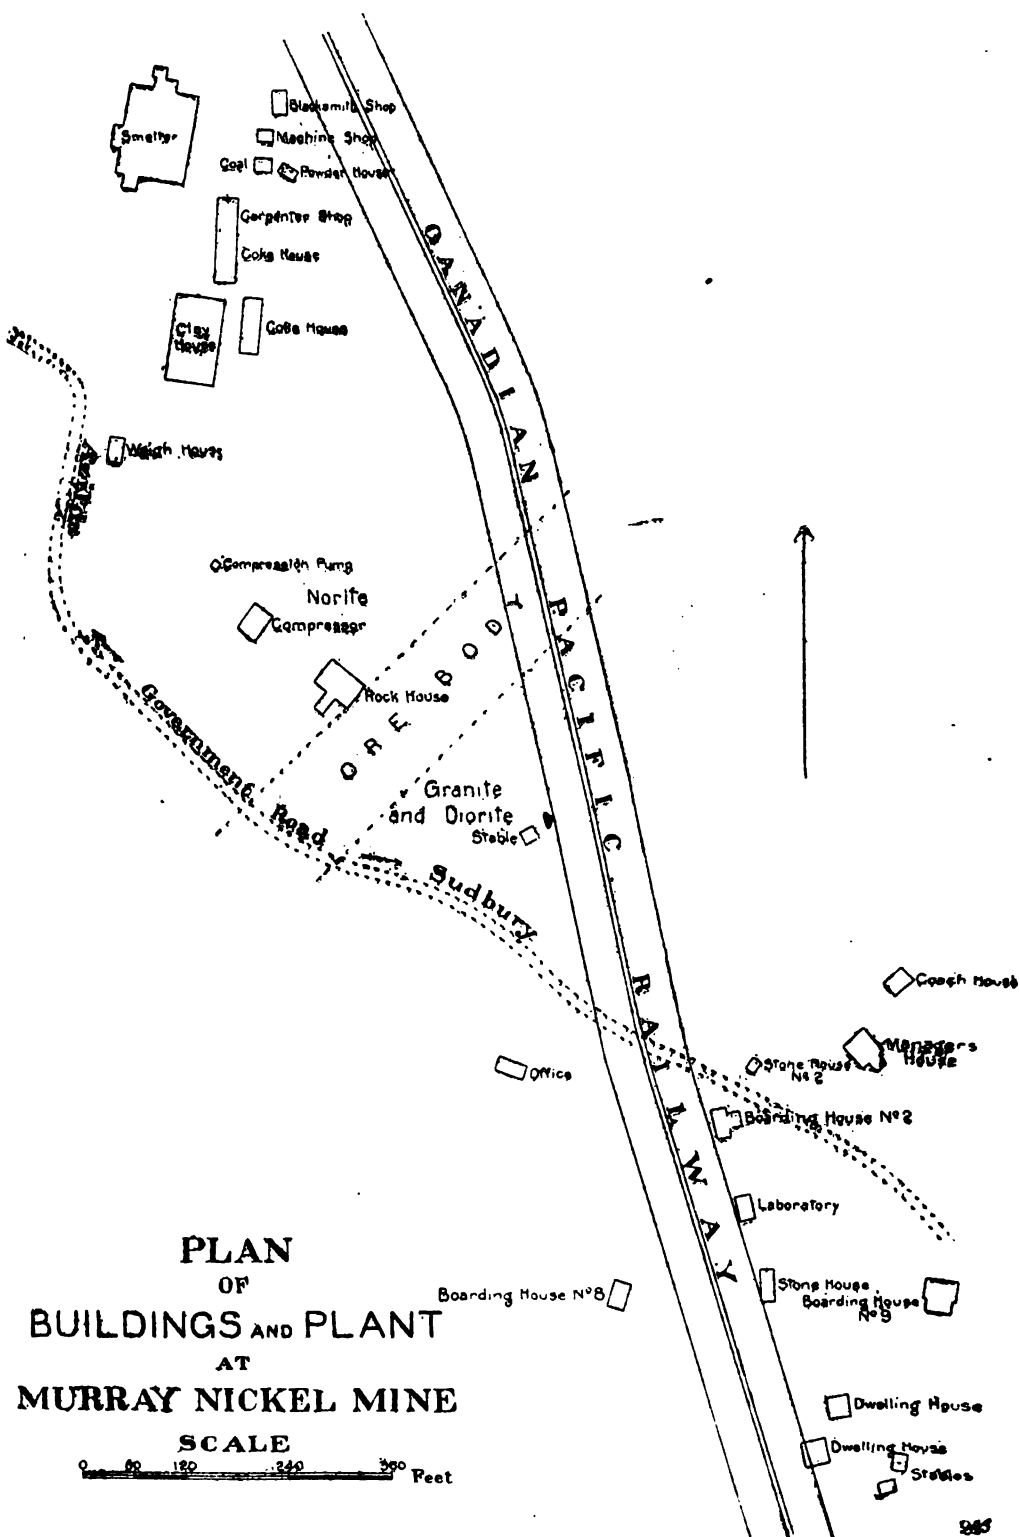 Blacksmith Shop
Smelter
Machine Shop
Coal
Powder House
Carpenter Shop
Coke House
Clay
House
Coke House
Weigh House
CANADIAN PACIFIC RAILWAY
Compression Pump
Norite
Compressor
Rock House
ORE BODY
Government Road
Granite
and Diorite
Stable
Sudbury
Coach House
Managers
House
Office
Stone House
No 2
Boarding House No 2
Laboratory
Boarding House No 8
Stone House
Boarding House
No 9
Dwelling House
Dwelling House
Stables
PLAN
OF
BUILDINGS AND PLANT
AT
MURRAY NICKEL MINE
SCALE
0 60 120 240 360 Feet